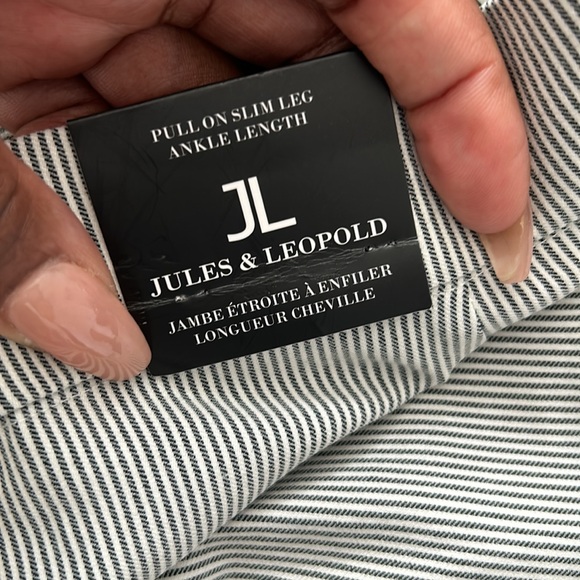 PULL ON SLIM LEG
ANKLE LENGTH
JL
JULES & LEOPOLD
JAMBE ÉTROITE À ENFILER
LONGUEUR CHEVILLE